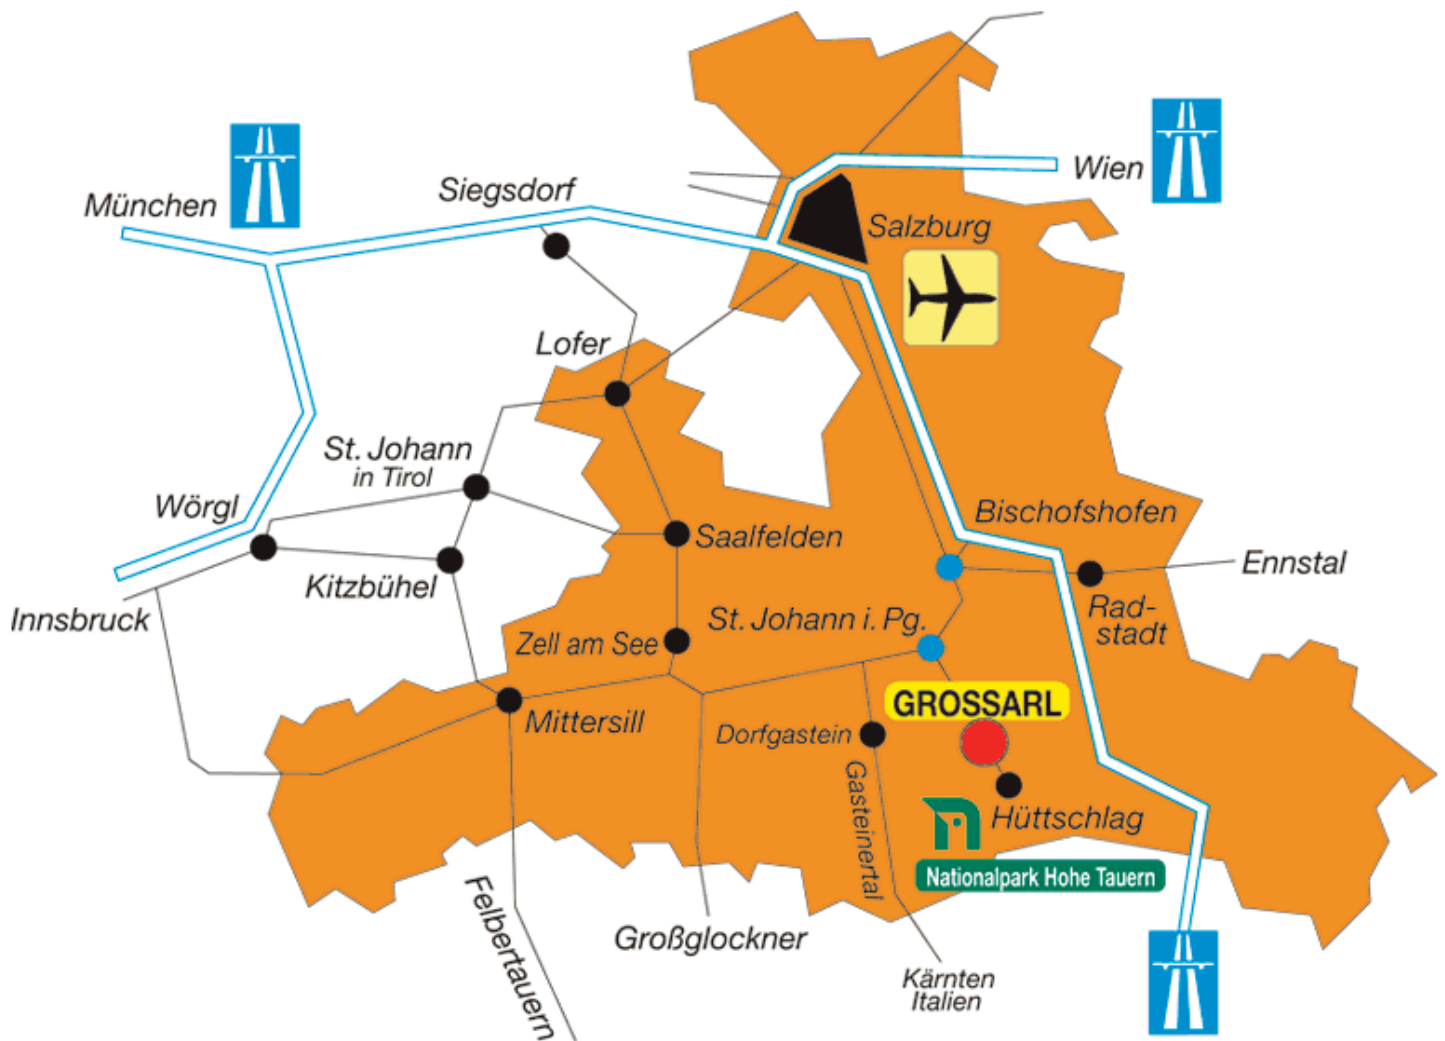 Wien
München
Siegsdorf
Salzburg
Lofer
St. Johann
in Tirol
Wörgl
Bischofshofen
Saalfelden
Ennstal
Kitzbühel
Innsbruck
Rad-
stadt
St. Johann i. Pg.
Zell am See
GROSSARL
Mittersill
Dorfgastein
Gasteinertal
Hüttschlag
Nationalpark Hohe Tauern
Felbertauern
Großglockner
Kärnten
Italien